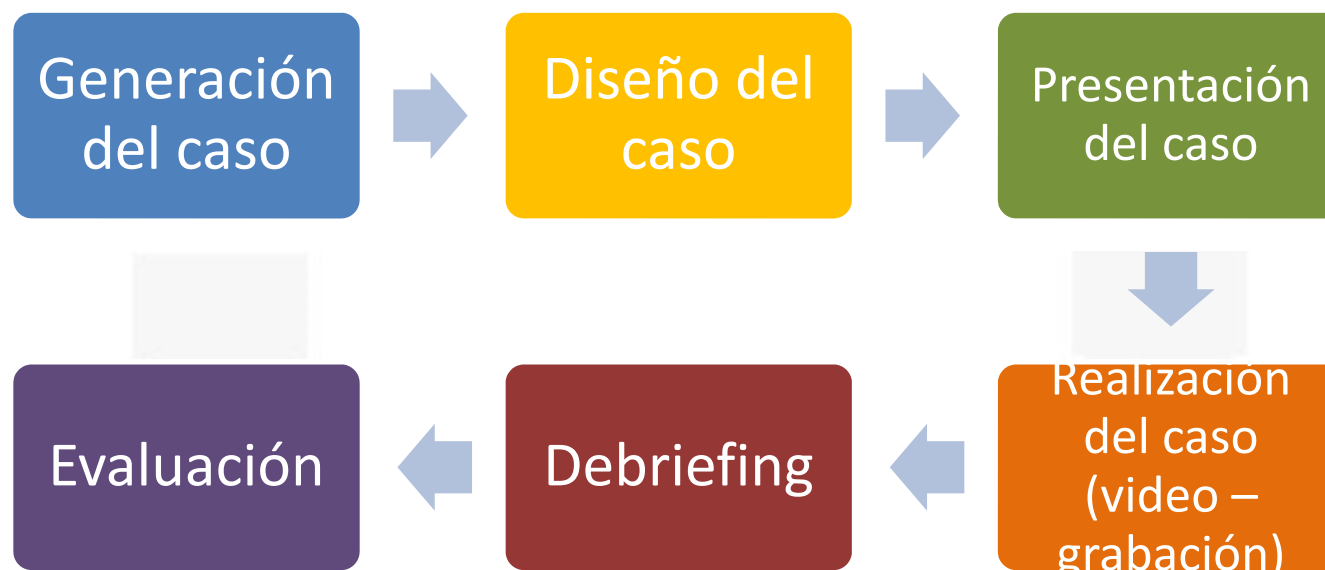 Generación
del caso
Diseño del
caso
Presentación
del caso
Realización
del caso
(video –
grabación)
Debriefing
Evaluación